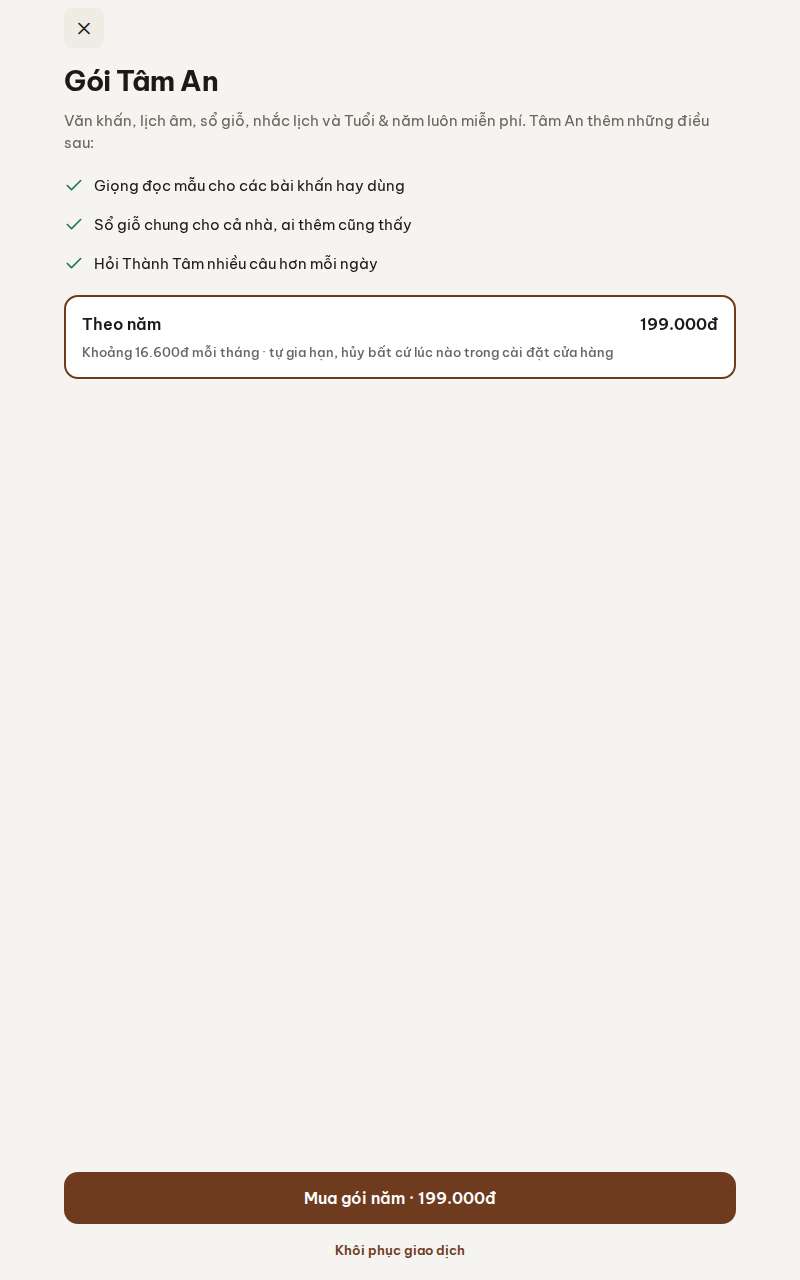 Gói Tâm An
Văn khấn, lịch âm, sổ giỗ, nhắc lịch và Tuổi & năm luôn miễn phí. Tâm An thêm những điều
sau:
Giọng đọc mẫu cho các bài khấn hay dùng
Sổ giỗ chung cho cả nhà, ai thêm cũng thấy
Hỏi Thành Tâm nhiều câu hơn mỗi ngày
Theo năm 199.000đ
Khoảng 16.600đ mỗi tháng · tự gia hạn, hủy bất cứ lúc nào trong cài đặt cửa hàng
Mua gói năm · 199.000đ
Khôi phục giao dịch